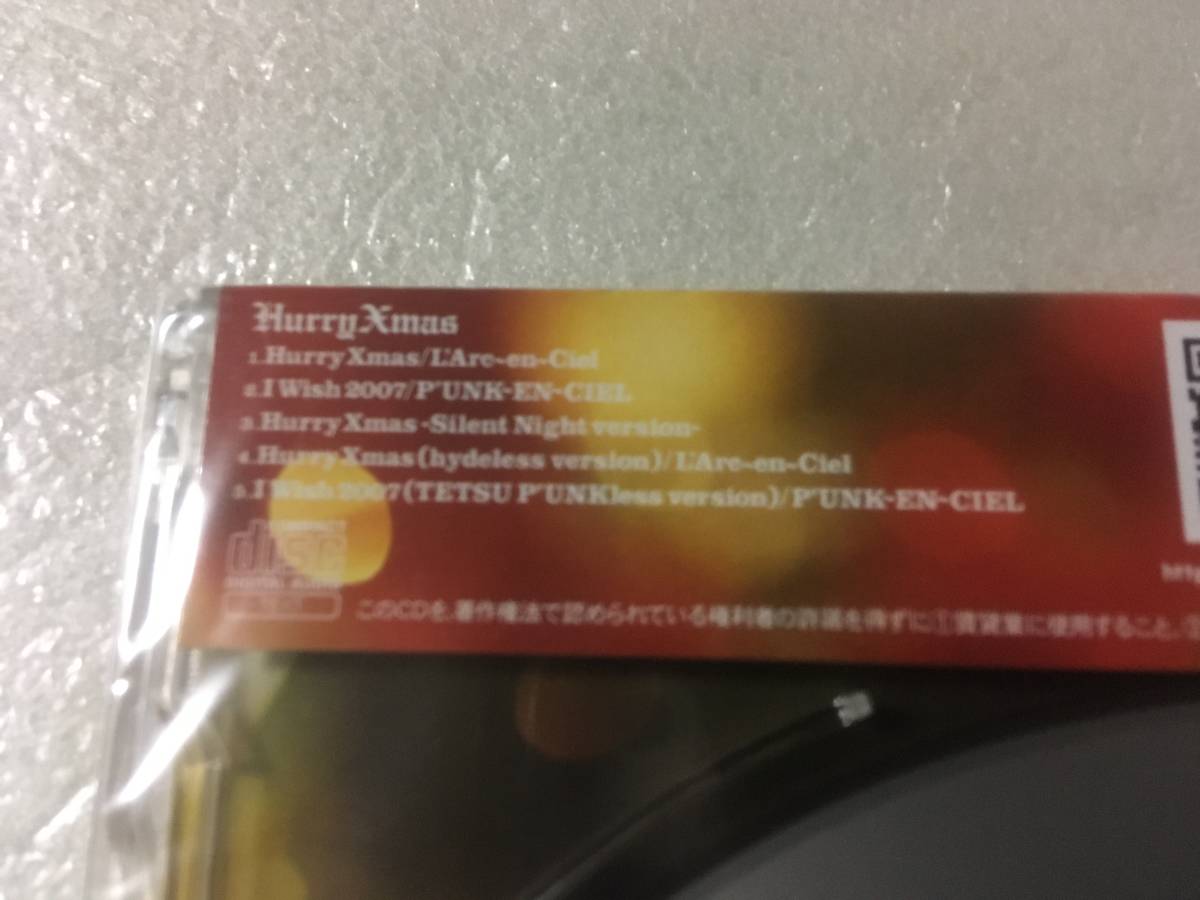 Hurry Xmas
1.Hurry Xmas/L'Arc~en~Ciel
2.I Wish 2007/P'UNK~EN~CIEL
3.Hurry Xmas -Silent Night version-
4.Hurry Xmas (hydeless version)/L'Arc~en~Ciel
5.I Wish 2007 (TETSU P'UNKless version)/P'UNK~EN~CIEL
COMPACT
disc
DIGITAL AUDIO
このCDを、著作権法で認められている権利者の許諾を得ずに①賃貸業に使用すること、